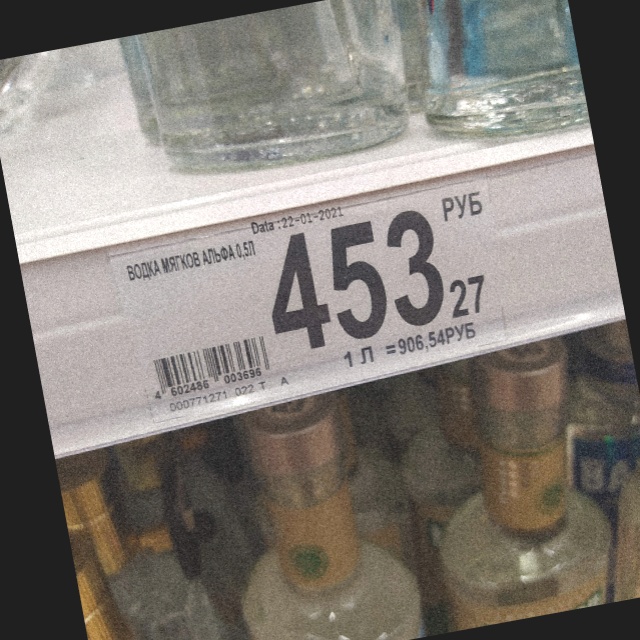 Data :22-01-2021
ВОДКА МЯГКОВ АЛЬФА 0,5Л
453 27 РУБ
1 Л =906,54РУБ
4 602486 003696
000771271 022 T A